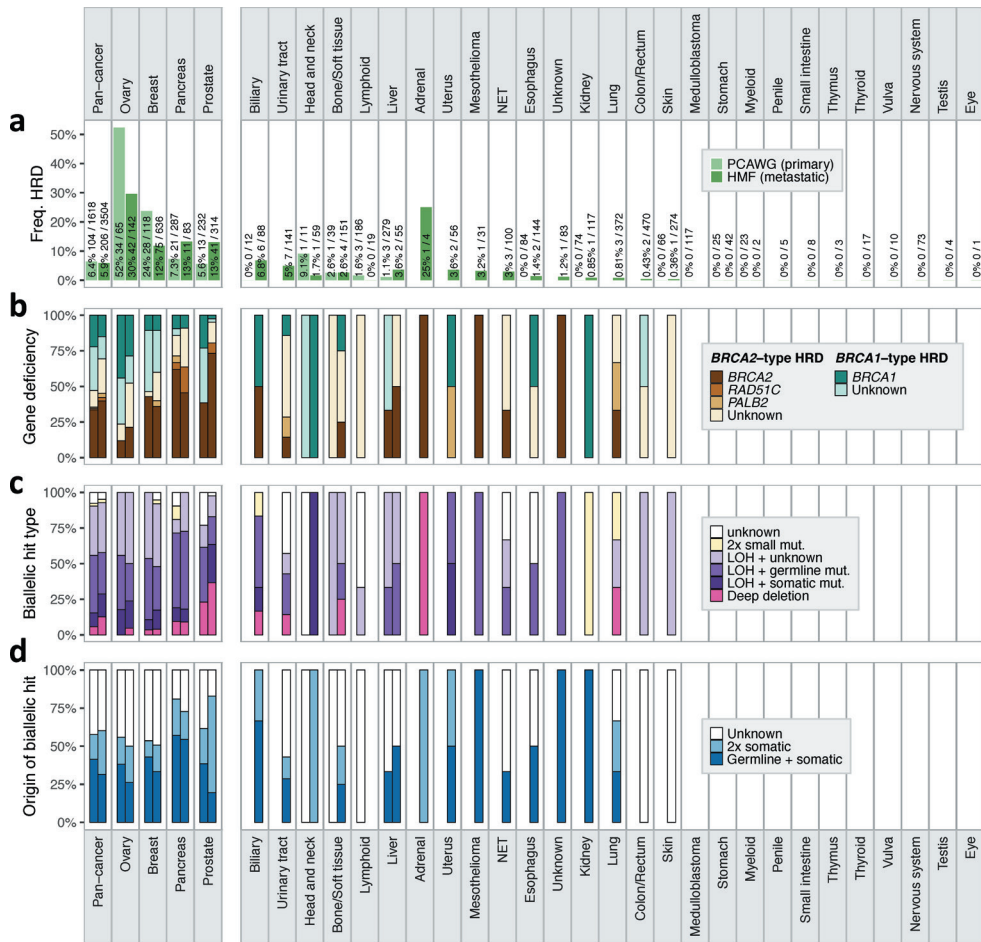 Pan–cancer
Ovary
Breast
Pancreas
Prostate
Biliary
Urinary tract
Head and neck
Bone/Soft tissue
Lymphoid
Liver
Adrenal
Uterus
Mesothelioma
NET
Esophagus
Unknown
Kidney
Lung
Colon/Rectum
Skin
Medulloblastoma
Stomach
Myeloid
Penile
Small intestine
Thymus
Thyroid
Vulva
Nervous system
Testis
Eye
a
Freq. HRD
50%
40%
30%
20%
10%
0%
6.4% 104 / 1618
5.9% 206 / 3504
52% 34 / 65
30% 42 / 142
24% 28 / 118
12% 75 / 636
7.3% 21 / 287
13% 11 / 83
5.6% 13 / 232
13% 41 / 314
0% 0 / 12
6.8% 6 / 88
5% 7 / 141
9.1% 1 / 11
1.7% 1 / 59
2.6% 1 / 39
2.6% 4 / 151
1.6% 3 / 186
0% 0 / 19
1.1% 3 / 279
3.6% 2 / 55
25% 1 / 4
3.6% 2 / 56
3.2% 1 / 31
3% 3 / 100
0% 0 / 84
1.4% 2 / 144
1.2% 1 / 83
0% 0 / 74
0.85% 1 / 117
0.81% 3 / 372
0.43% 2 / 470
0% 0 / 66
0.36% 1 / 274
0% 0 / 117
0% 0 / 25
0% 0 / 42
0% 0 / 23
0% 0 / 2
0% 0 / 5
0% 0 / 8
0% 0 / 3
0% 0 / 17
0% 0 / 10
0% 0 / 73
0% 0 / 4
0% 0 / 1
PCAWG (primary)
HMF (metastatic)
b
Gene deficiency
100%
75%
50%
25%
0%
BRCA2–type HRD
BRCA2
RAD51C
PALB2
Unknown
BRCA1–type HRD
BRCA1
Unknown
c
Biallelic hit type
100%
75%
50%
25%
0%
unknown
2x small mut.
LOH + unknown
LOH + germline mut.
LOH + somatic mut.
Deep deletion
d
Origin of biallelic hit
100%
75%
50%
25%
0%
Unknown
2x somatic
Germline + somatic
Pan–cancer
Ovary
Breast
Pancreas
Prostate
Biliary
Urinary tract
Head and neck
Bone/Soft tissue
Lymphoid
Liver
Adrenal
Uterus
Mesothelioma
NET
Esophagus
Unknown
Kidney
Lung
Colon/Rectum
Skin
Medulloblastoma
Stomach
Myeloid
Penile
Small intestine
Thymus
Thyroid
Vulva
Nervous system
Testis
Eye